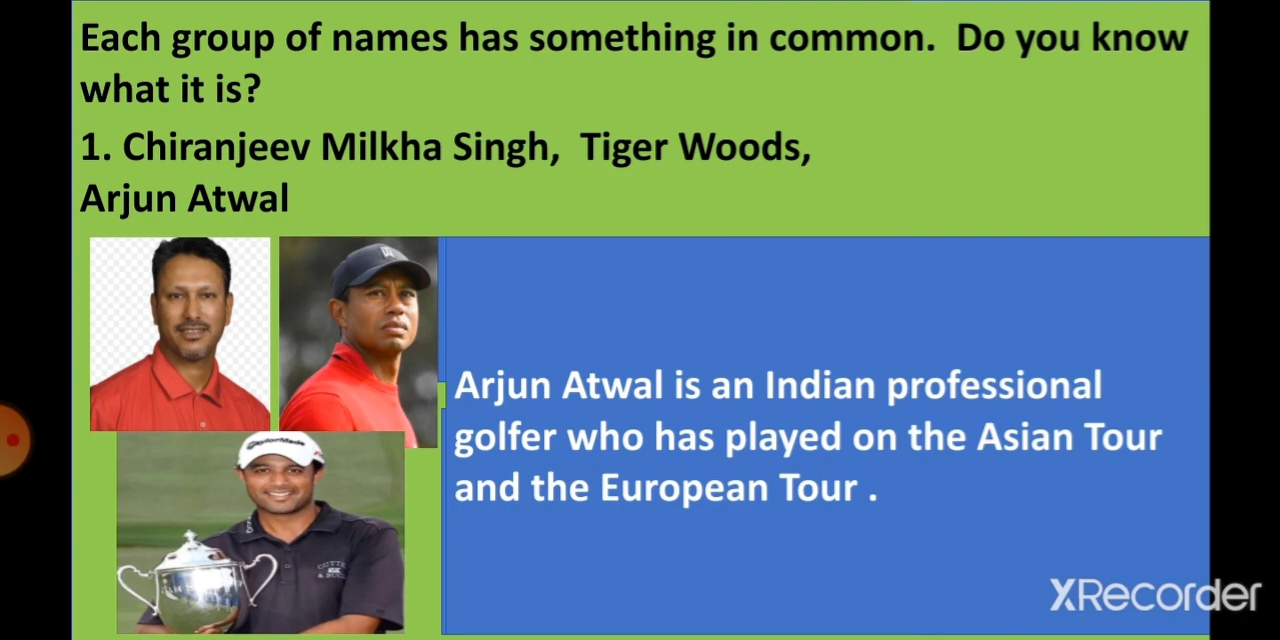 Each group of names has something in common.  Do you know
what it is?
1. Chiranjeev Milkha Singh,  Tiger Woods,
Arjun Atwal
TaylorMade
Arjun Atwal is an Indian professional
golfer who has played on the Asian Tour
and the European Tour .
XRecorder